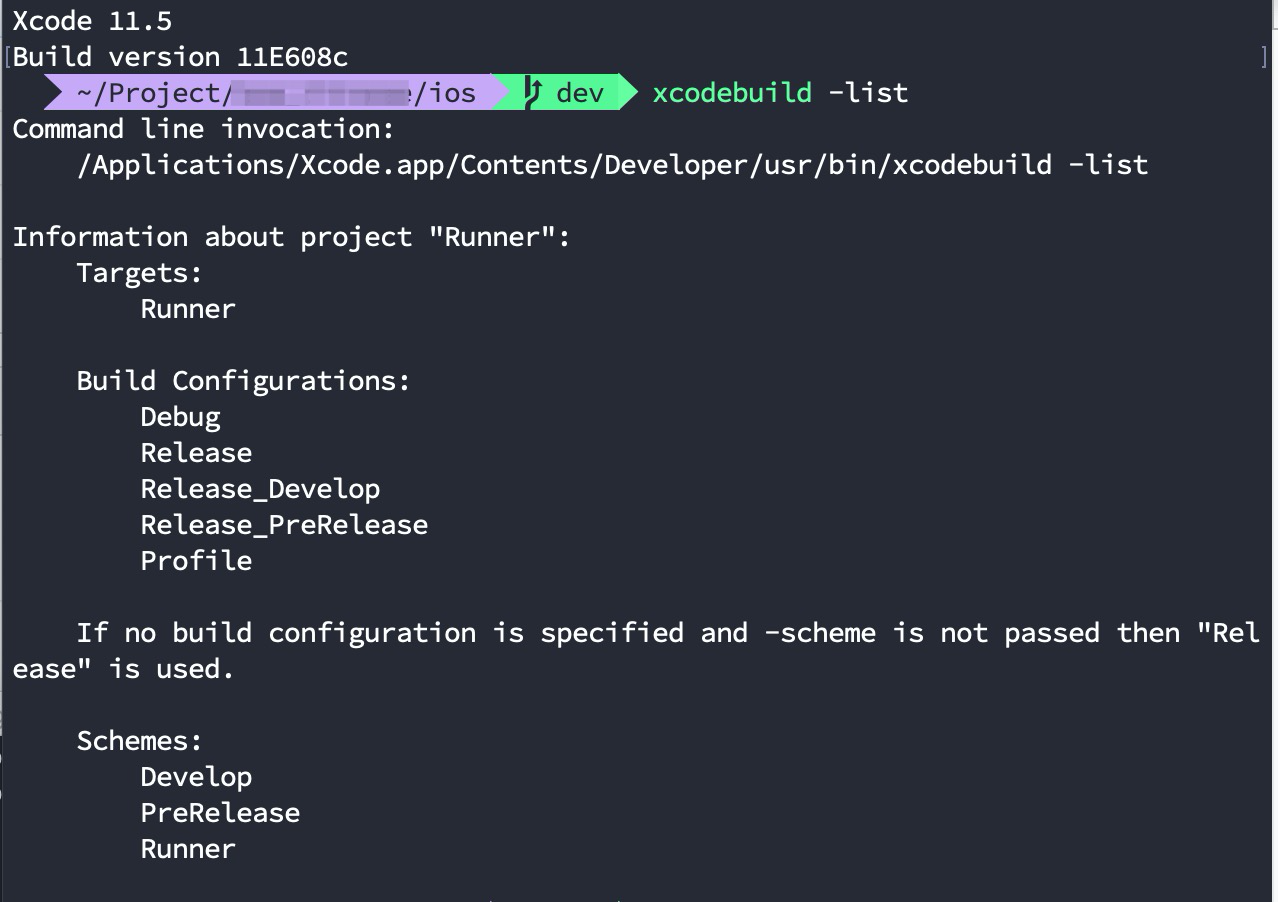 Xcode 11.5
[Build version 11E608c ]
~/Project/ /ios dev xcodebuild -list
Command line invocation:
/Applications/Xcode.app/Contents/Developer/usr/bin/xcodebuild -list
Information about project "Runner":
Targets:
Runner
Build Configurations:
Debug
Release
Release_Develop
Release_PreRelease
Profile
If no build configuration is specified and -scheme is not passed then "Rel
ease" is used.
Schemes:
Develop
PreRelease
Runner